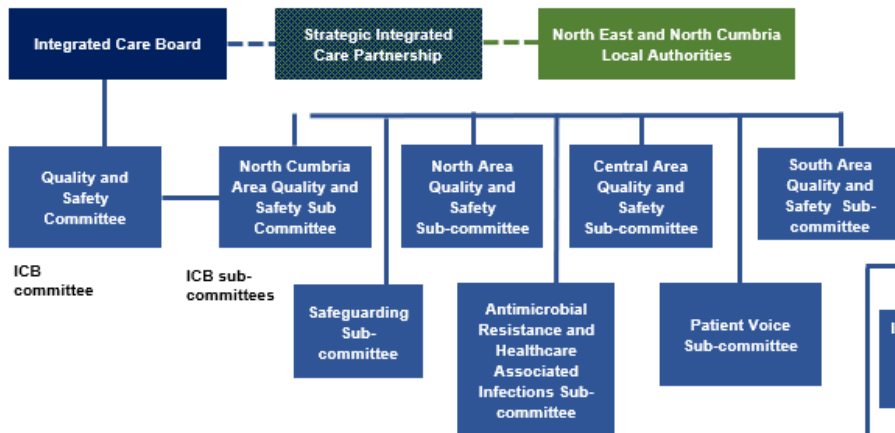 Integrated Care Board
Strategic Integrated
Care Partnership
North East and North Cumbria
Local Authorities
Quality and
Safety
Committee
North Cumbria
Area Quality and
Safety Sub
Committee
North Area
Quality and
Safety
Sub-committee
Central Area
Quality and
Safety
Sub-committee
South Area
Quality and
Safety Sub-
committee
ICB
committee
ICB sub-
committees
Safeguarding
Sub-
committee
Antimicrobial
Resistance and
Healthcare
Associated
Infections Sub-
committee
Patient Voice
Sub-committee